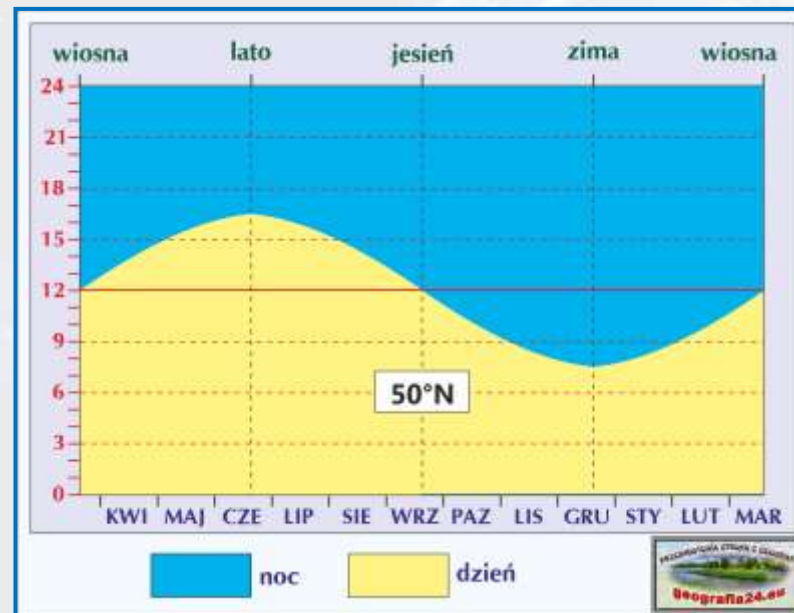 wiosna lato jesień zima wiosna
24
21
18
15
12
9
6
3
0
50°N
KWI MAJ CZE LIP SIE WRZ PAZ LIS GRU STY LUT MAR
noc dzień
geografia24.eu